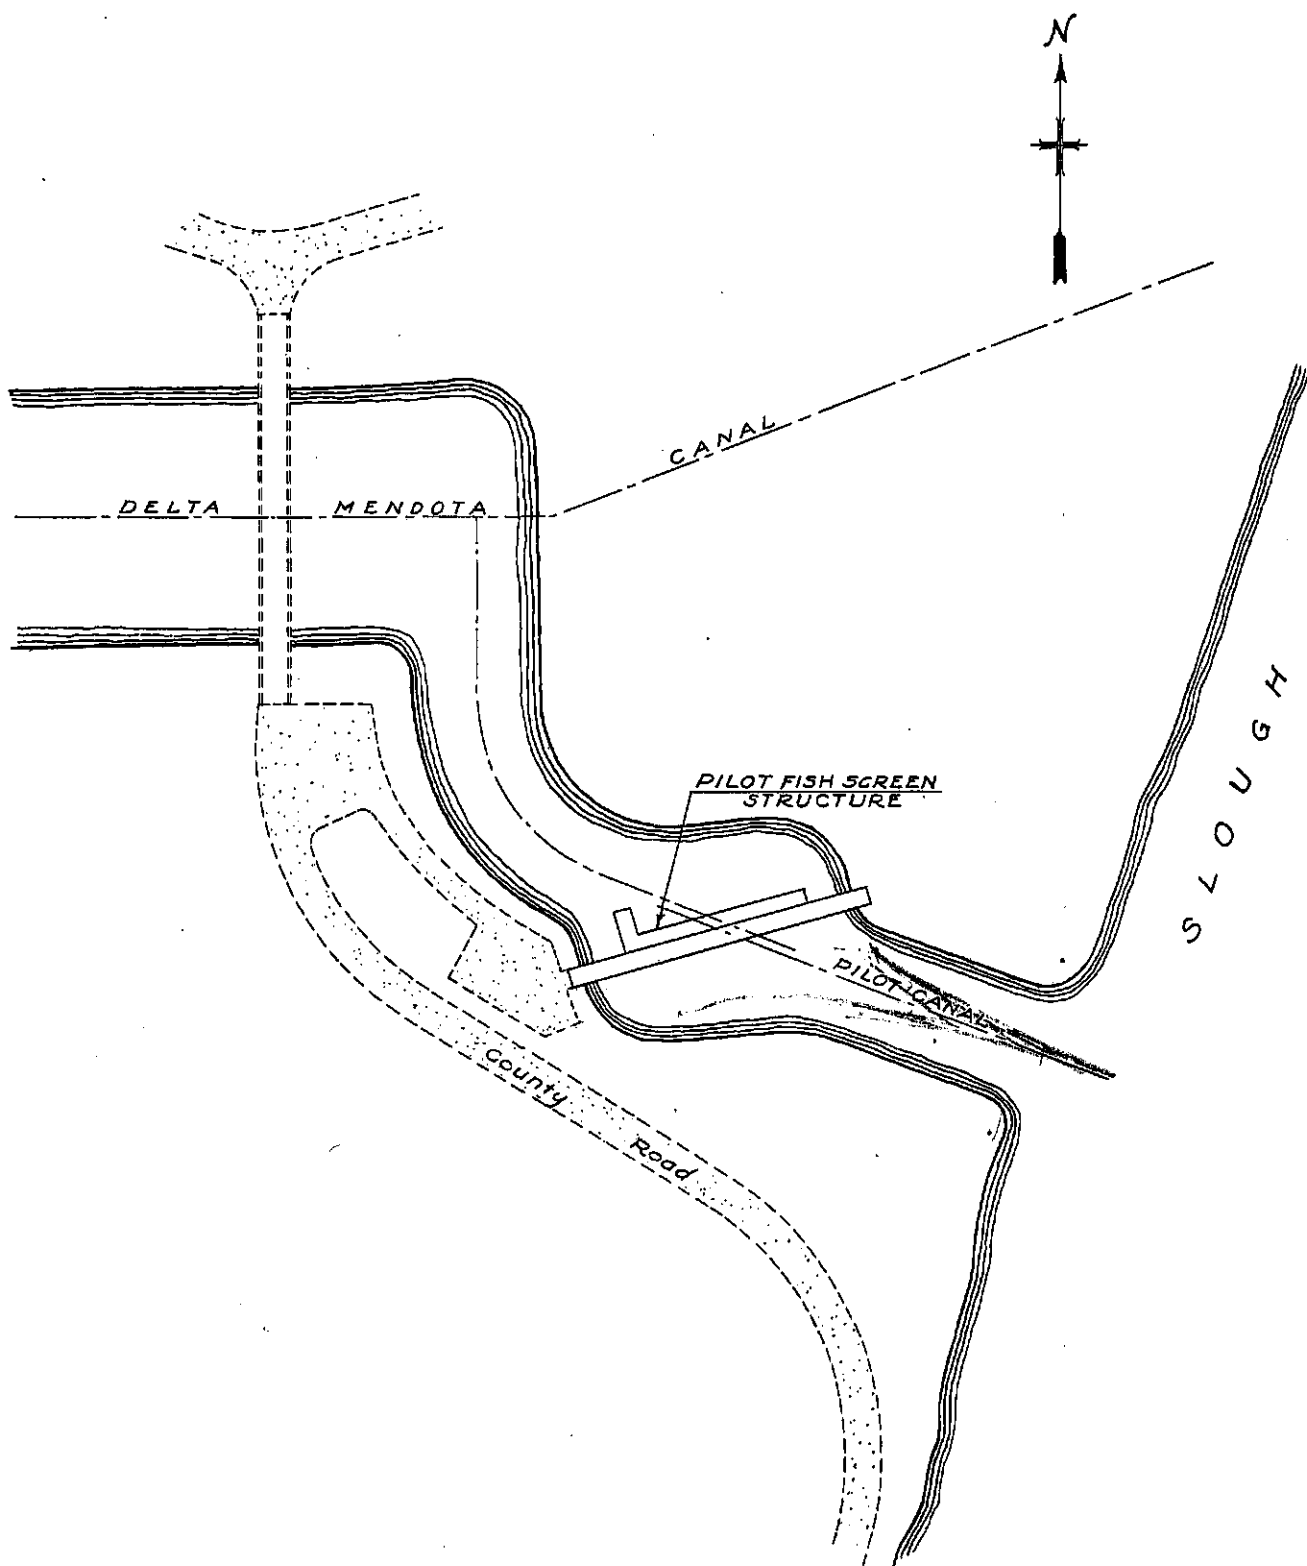 N
CANAL
DELTA MENDOTA
SLOUGH
PILOT FISH SCREEN
STRUCTURE
PILOT CANAL
County Road